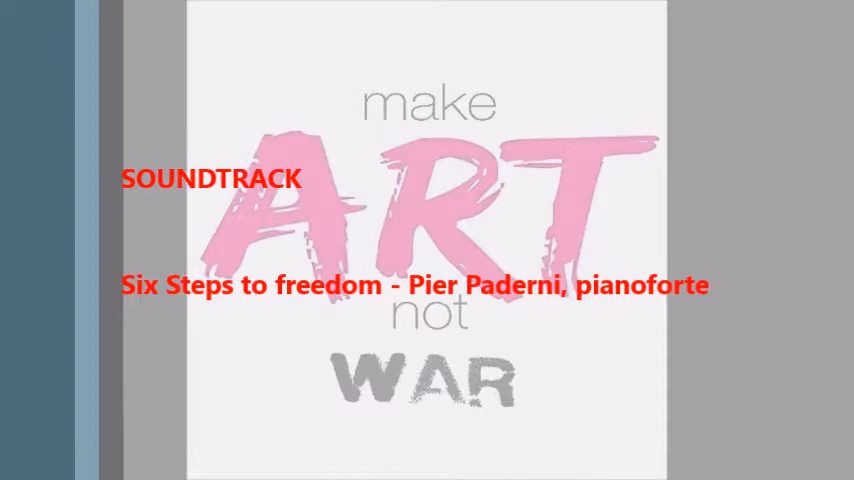 make
ART
SOUNDTRACK
Six Steps to freedom - Pier Paderni, pianoforte
not
WAR